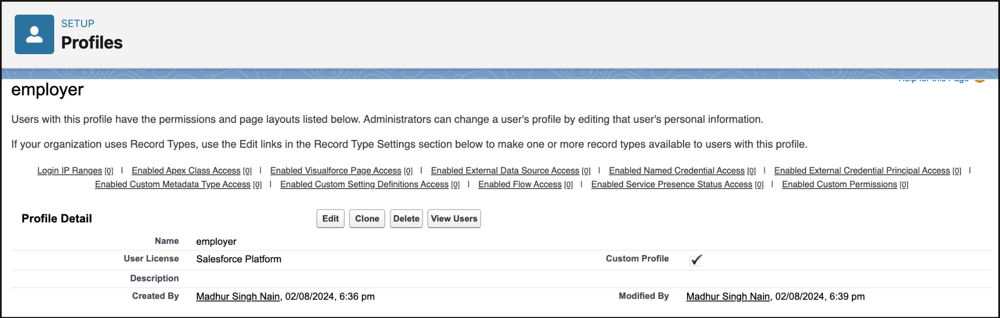 SETUP
Profiles
Help for this Page
employer
Users with this profile have the permissions and page layouts listed below. Administrators can change a user's profile by editing that user's personal information.
If your organization uses Record Types, use the Edit links in the Record Type Settings section below to make one or more record types available to users with this profile.
Login IP Ranges [0] | Enabled Apex Class Access [0] | Enabled Visualforce Page Access [0] | Enabled External Data Source Access [0] | Enabled Named Credential Access [0] | Enabled External Credential Principal Access [0] |
Enabled Custom Metadata Type Access [0] | Enabled Custom Setting Definitions Access [0] | Enabled Flow Access [0] | Enabled Service Presence Status Access [0] | Enabled Custom Permissions [0]
Profile Detail Edit Clone Delete View Users
Name employer
User License Salesforce Platform Custom Profile
Description
Created By Madhur Singh Nain, 02/08/2024, 6:36 pm Modified By Madhur Singh Nain, 02/08/2024, 6:39 pm